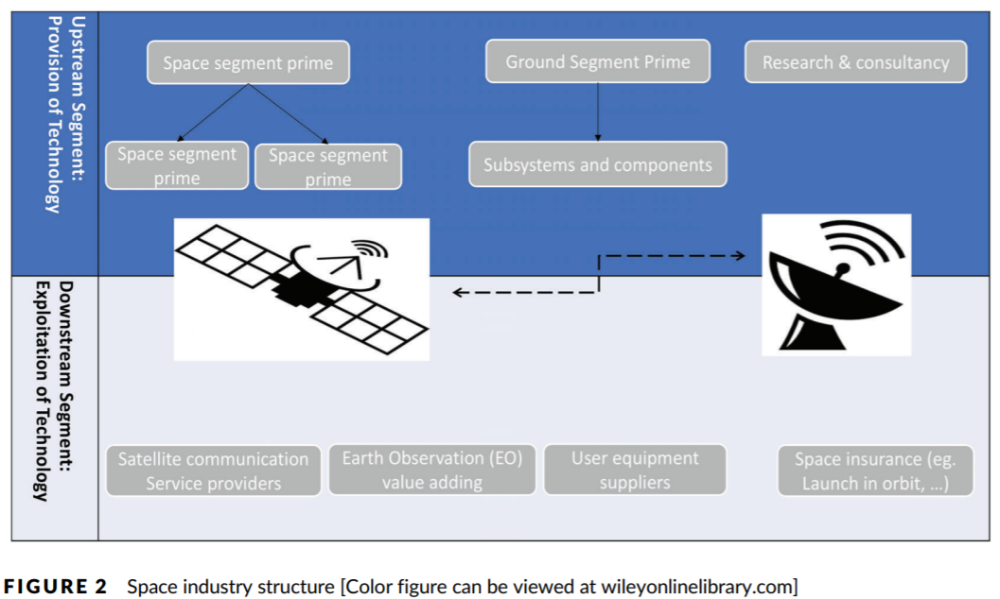 Upstream Segment:
Provision of Technology
Space segment prime
Ground Segment Prime
Research & consultancy
Space segment
prime
Space segment
prime
Subsystems and components
Downstream Segment:
Exploitation of Technology
Satellite communication
Service providers
Earth Observation (EO)
value adding
User equipment
suppliers
Space insurance (eg.
Launch in orbit, ...)
FIGURE 2 Space industry structure [Color figure can be viewed at wileyonlinelibrary.com]